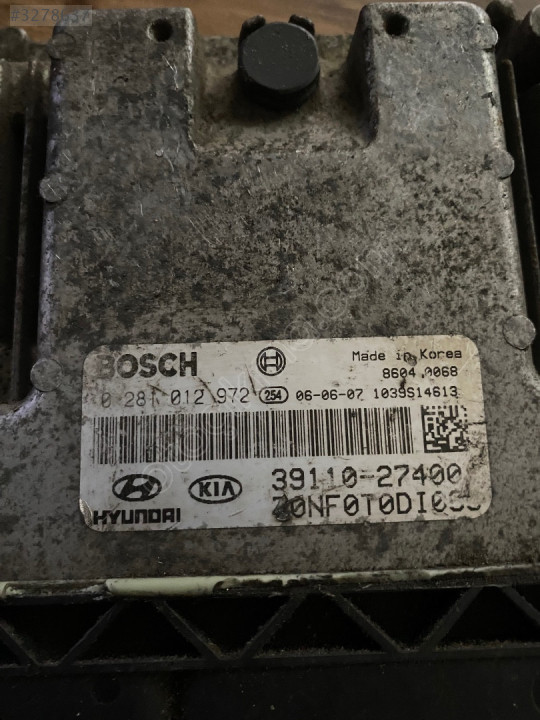 BOSCH
Made in Korea
8604.0068
0 281 012 972 254 06-06-07 1039S14613
39110-27400
HYUNDAI KIA